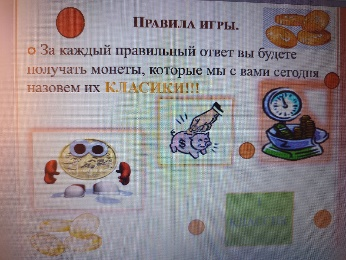 ПРАВИЛА ИГРЫ.
За каждый правильный ответ вы будете
получать монеты, которые мы с вами сегодня
назовем их КЛАСИКИ!!!